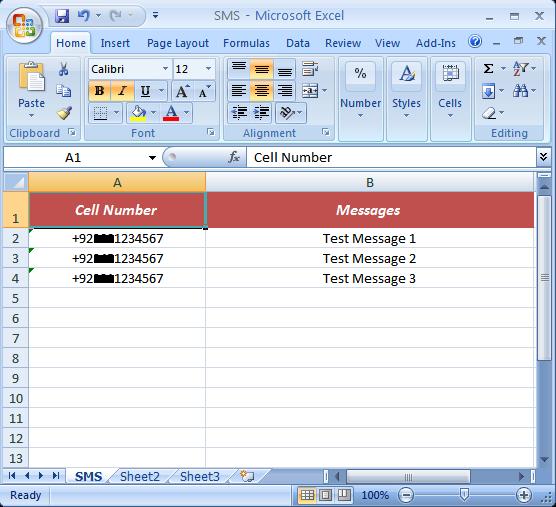 SMS - Microsoft Excel
Home Insert Page Layout Formulas Data Review View Add-Ins
Paste Calibri 12 Number Styles Cells
B I U A A
Clipboard Font Alignment Editing
A1 fx Cell Number
A B
1 Cell Number Messages
2 +92 1234567 Test Message 1
3 +92 1234567 Test Message 2
4 +92 1234567 Test Message 3
5
6
7
8
9
10
11
12
13
SMS Sheet2 Sheet3
Ready 100%